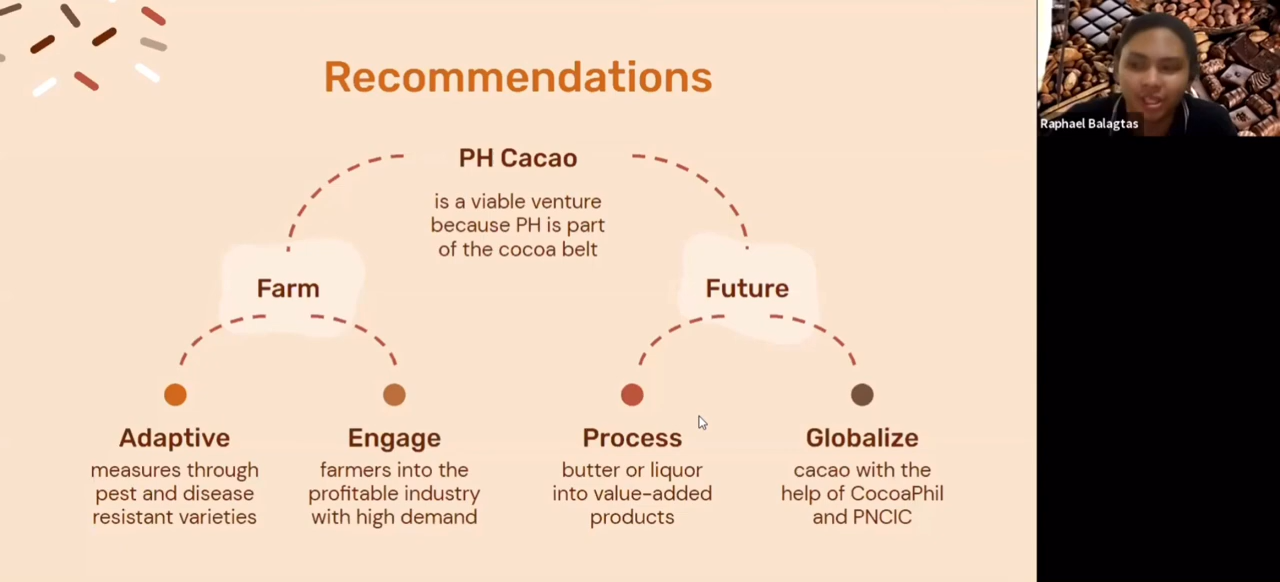 Recommendations
PH Cacao
is a viable venture
because PH is part
of the cocoa belt
Farm
Future
Adaptive
measures through
pest and disease
resistant varieties
Engage
farmers into the
profitable industry
with high demand
Process
butter or liquor
into value-added
products
Globalize
cacao with the
help of CocoaPhil
and PNCIC
Raphael Balagtas